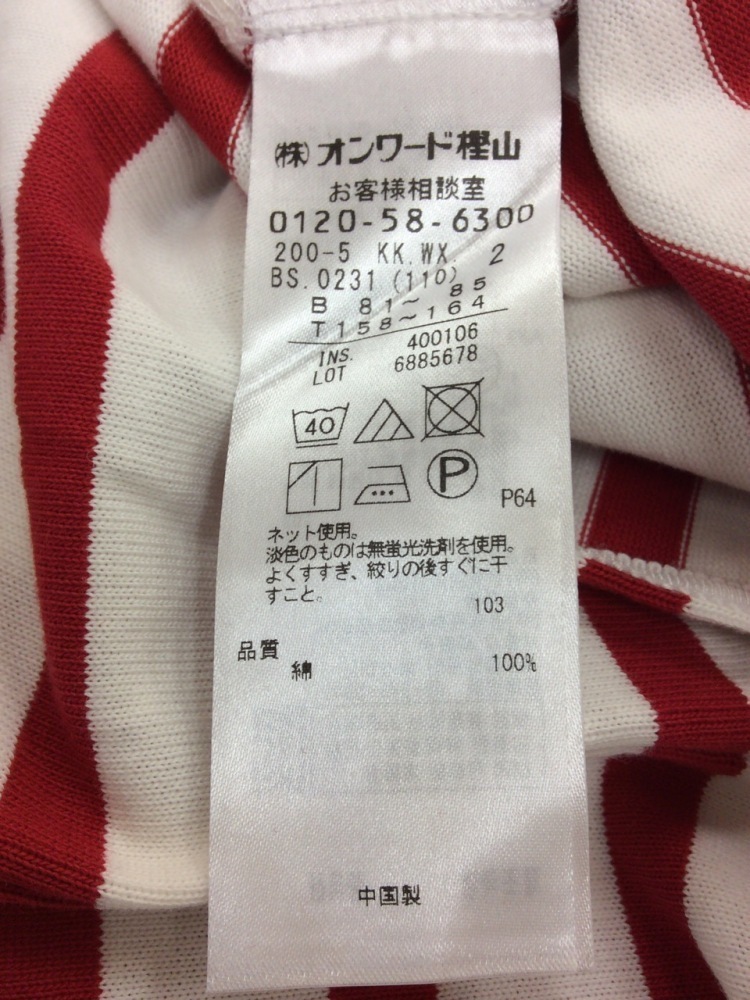 (株)オンワード樫山
お客様相談室
0120-58-6300
200-5 KK.WX. 2
BS.0231 (110)
B 81~ 85
T158~164
INS. 400106
LOT 6885678
40
P
P64
ネット使用。
淡色のものは無蛍光洗剤を使用。
よくすすぎ、絞りの後すぐに干
すこと。
103
品質
綿 100%
中国製